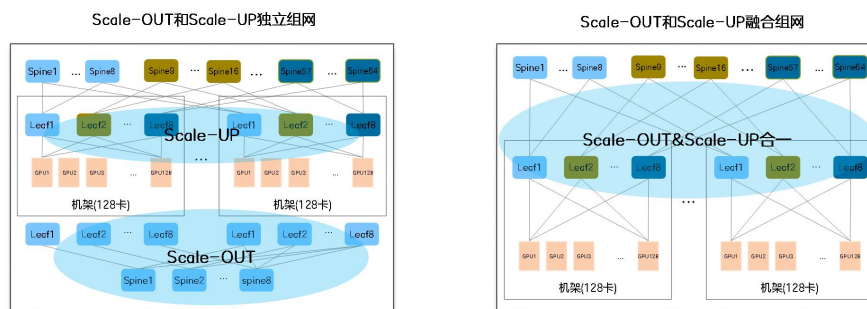 Scale-OUT和Scale-UP独立组网
Spine1 ... Spine8 Spine9 ... Spine16 ... Spine57 ... Spine64
Leaf1 Leaf2 ... Leaf8 Leaf1 Leaf2 ... Leaf8
Scale-UP
GPU1 GPU2 GPU3 ... GPU128 ... GPU1 GPU2 GPU3 ... GPU128
机架(128卡) 机架(128卡)
Leaf1 Leaf2 ... Leaf8 Leaf1 Leaf2 ... Leaf8
Scale-OUT
Spine1 Spine2 ... spine8
Scale-OUT和Scale-UP融合组网
Spine1 ... Spine8 Spine9 ... Spine16 ... Spine57 ... Spine64
Scale-OUT&Scale-UP合一
Leaf1 Leaf2 ... Leaf8 Leaf1 Leaf2 ... Leaf8
...
GPU1 GPU2 GPU3 ... GPU128 GPU1 GPU2 GPU3 ... GPU128
机架(128卡) 机架(128卡)